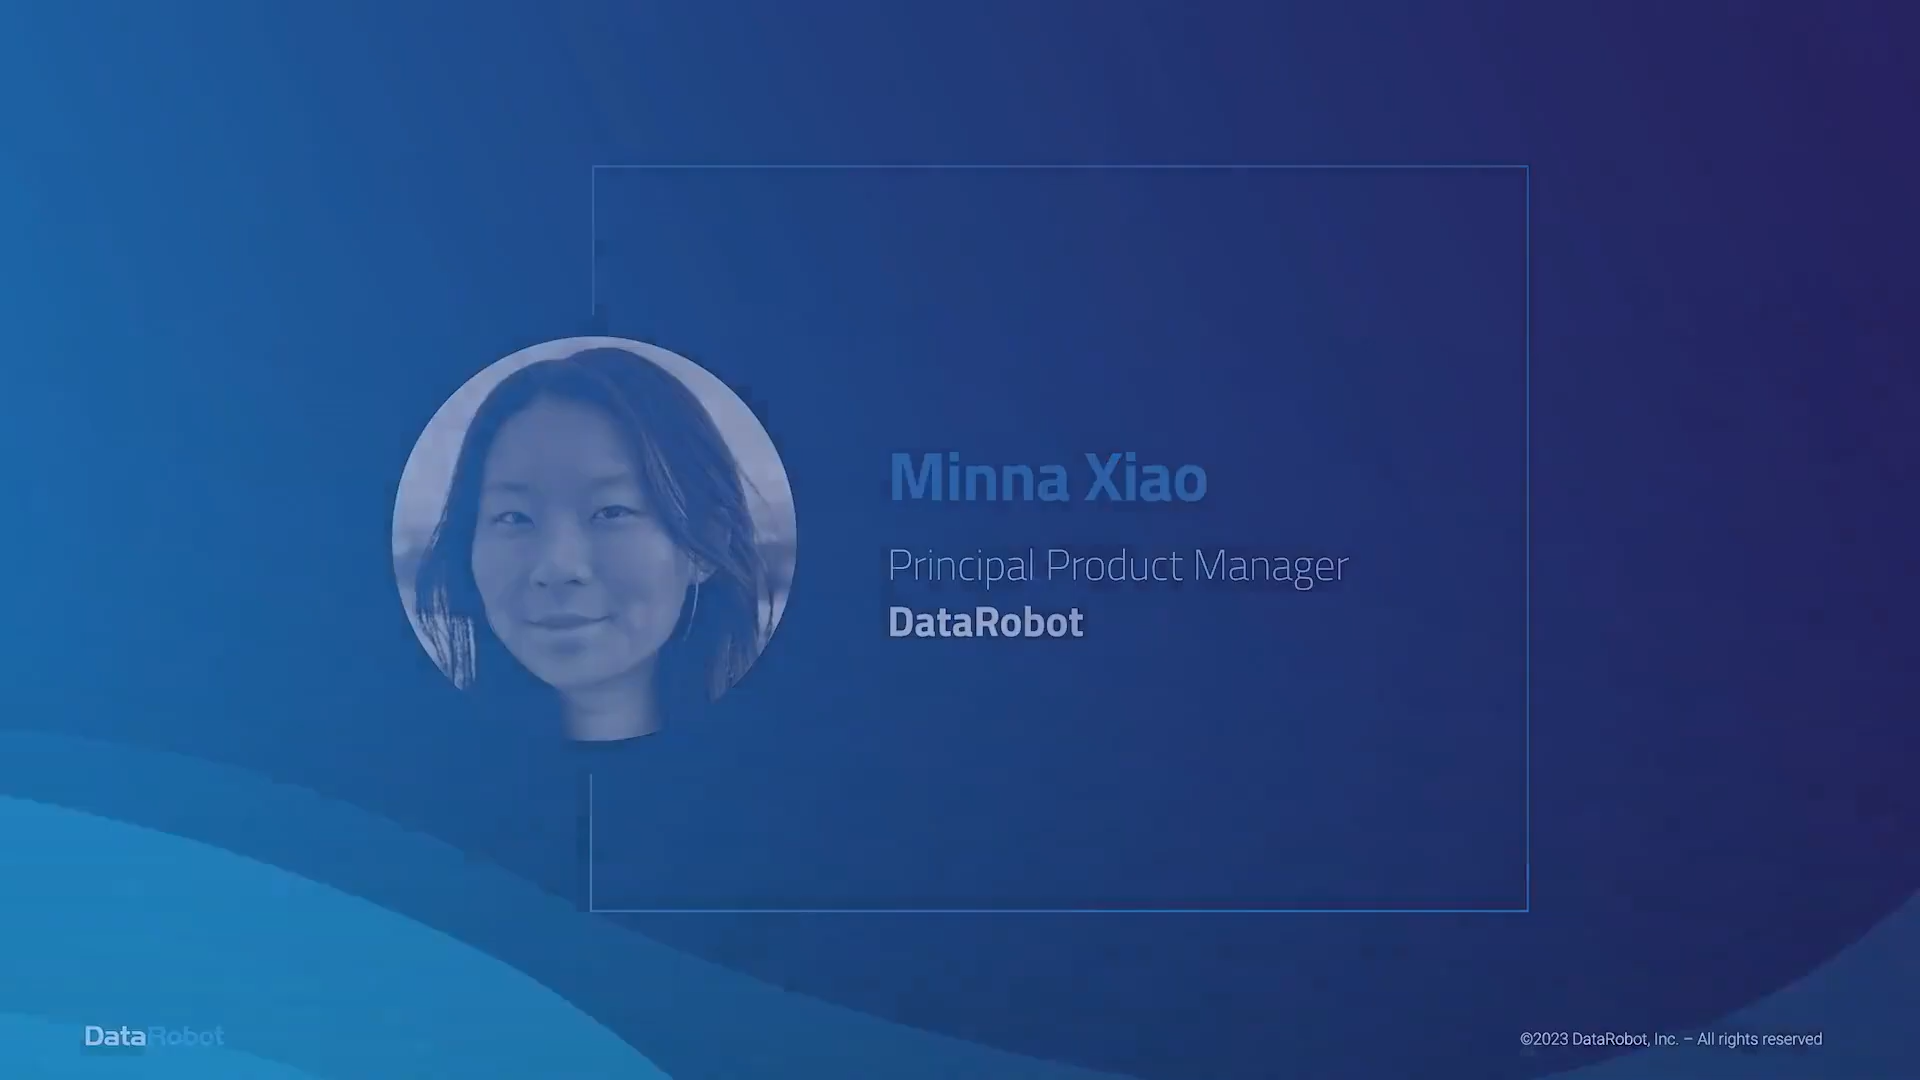 Minna Xiao
Principal Product Manager
DataRobot
DataRobot
©2023 DataRobot, Inc. – All rights reserved